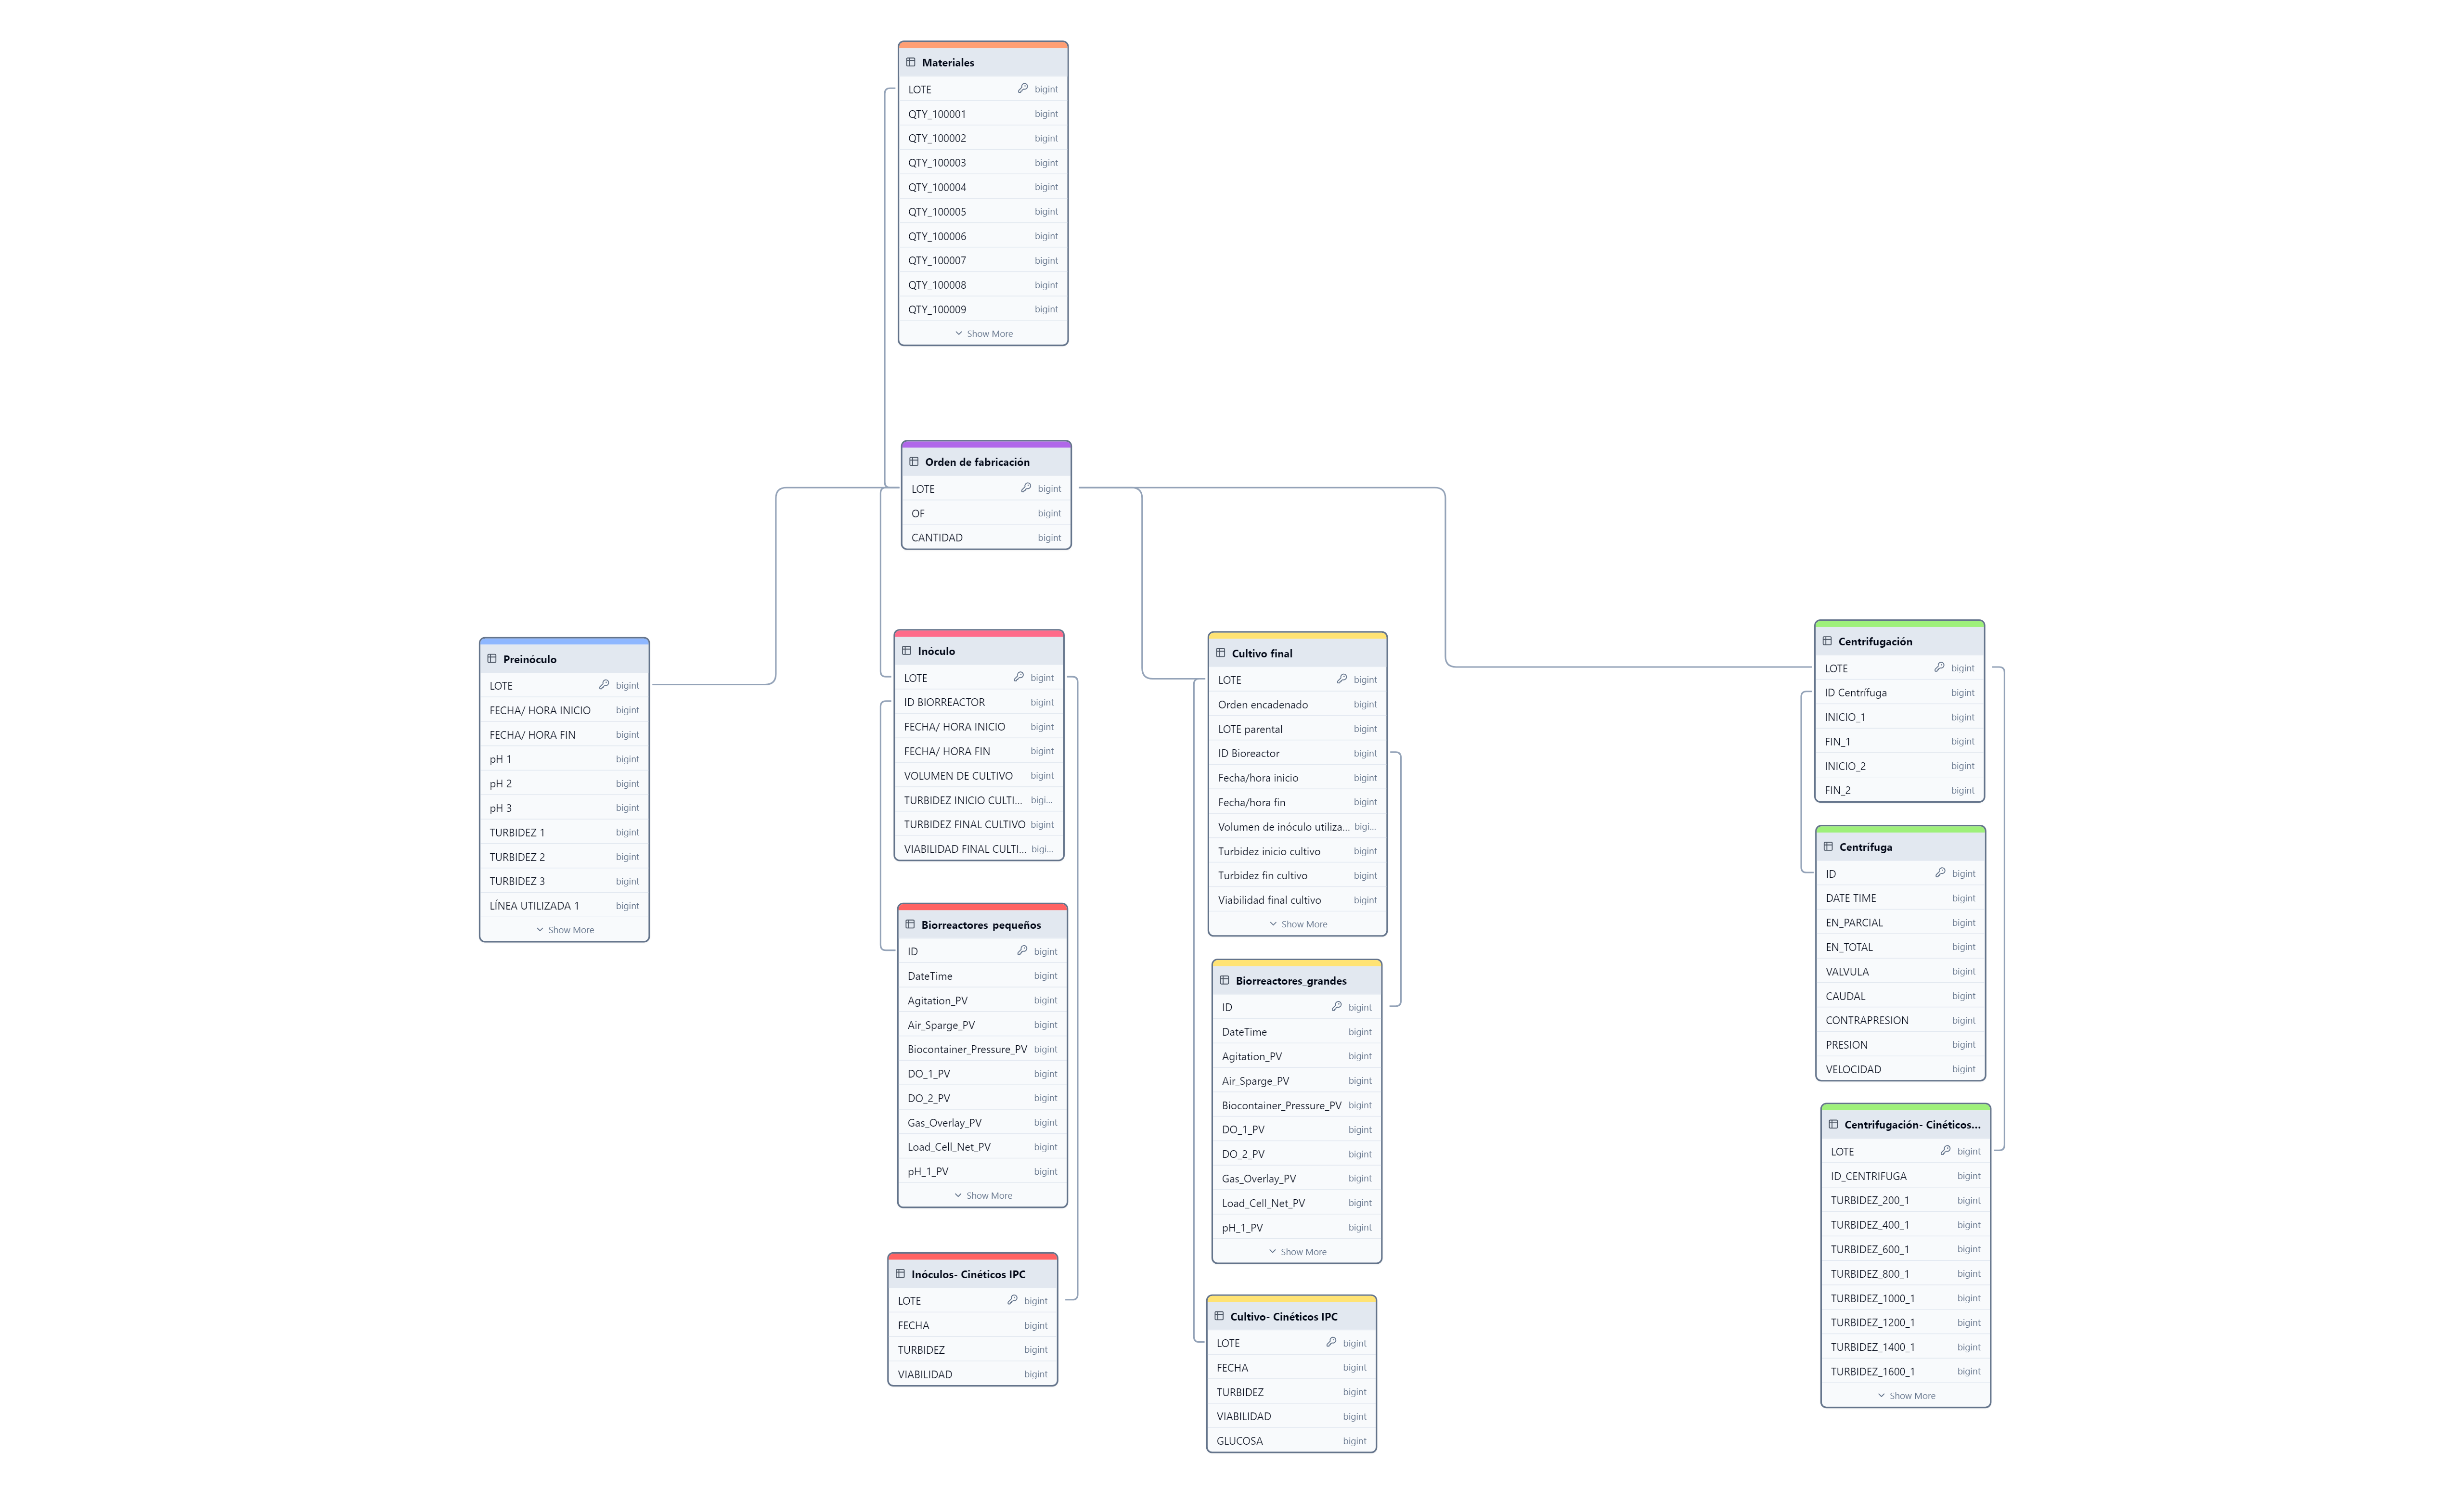 Materiales
LOTE bigint
QTY_100001 bigint
QTY_100002 bigint
QTY_100003 bigint
QTY_100004 bigint
QTY_100005 bigint
QTY_100006 bigint
QTY_100007 bigint
QTY_100008 bigint
QTY_100009 bigint
Show More
Orden de fabricación
LOTE bigint
OF bigint
CANTIDAD bigint
Preinóculo
LOTE bigint
FECHA/ HORA INICIO bigint
FECHA/ HORA FIN bigint
pH 1 bigint
pH 2 bigint
pH 3 bigint
TURBIDEZ 1 bigint
TURBIDEZ 2 bigint
TURBIDEZ 3 bigint
LÍNEA UTILIZADA 1 bigint
Show More
Inóculo
LOTE bigint
ID BIORREACTOR bigint
FECHA/ HORA INICIO bigint
FECHA/ HORA FIN bigint
VOLUMEN DE CULTIVO bigint
TURBIDEZ INICIO CULTI... bigi...
TURBIDEZ FINAL CULTIVO bigint
VIABILIDAD FINAL CULTI... bigi...
Biorreactores_pequeños
ID bigint
DateTime bigint
Agitation_PV bigint
Air_Sparge_PV bigint
Biocontainer_Pressure_PV bigint
DO_1_PV bigint
DO_2_PV bigint
Gas_Overlay_PV bigint
Load_Cell_Net_PV bigint
pH_1_PV bigint
Show More
Inóculos- Cinéticos IPC
LOTE bigint
FECHA bigint
TURBIDEZ bigint
VIABILIDAD bigint
Cultivo final
LOTE bigint
Orden encadenado bigint
LOTE parental bigint
ID Bioreactor bigint
Fecha/hora inicio bigint
Fecha/hora fin bigint
Volumen de inóculo utiliza... bigi...
Turbidez inicio cultivo bigint
Turbidez fin cultivo bigint
Viabilidad final cultivo bigint
Show More
Biorreactores_grandes
ID bigint
DateTime bigint
Agitation_PV bigint
Air_Sparge_PV bigint
Biocontainer_Pressure_PV bigint
DO_1_PV bigint
DO_2_PV bigint
Gas_Overlay_PV bigint
Load_Cell_Net_PV bigint
pH_1_PV bigint
Show More
Cultivo- Cinéticos IPC
LOTE bigint
FECHA bigint
TURBIDEZ bigint
VIABILIDAD bigint
GLUCOSA bigint
Centrifugación
LOTE bigint
ID Centrífuga bigint
INICIO_1 bigint
FIN_1 bigint
INICIO_2 bigint
FIN_2 bigint
Centrífuga
ID bigint
DATE TIME bigint
EN_PARCIAL bigint
EN_TOTAL bigint
VALVULA bigint
CAUDAL bigint
CONTRAPRESION bigint
PRESION bigint
VELOCIDAD bigint
Centrifugación- Cinéticos...
LOTE bigint
ID_CENTRIFUGA bigint
TURBIDEZ_200_1 bigint
TURBIDEZ_400_1 bigint
TURBIDEZ_600_1 bigint
TURBIDEZ_800_1 bigint
TURBIDEZ_1000_1 bigint
TURBIDEZ_1200_1 bigint
TURBIDEZ_1400_1 bigint
TURBIDEZ_1600_1 bigint
Show More